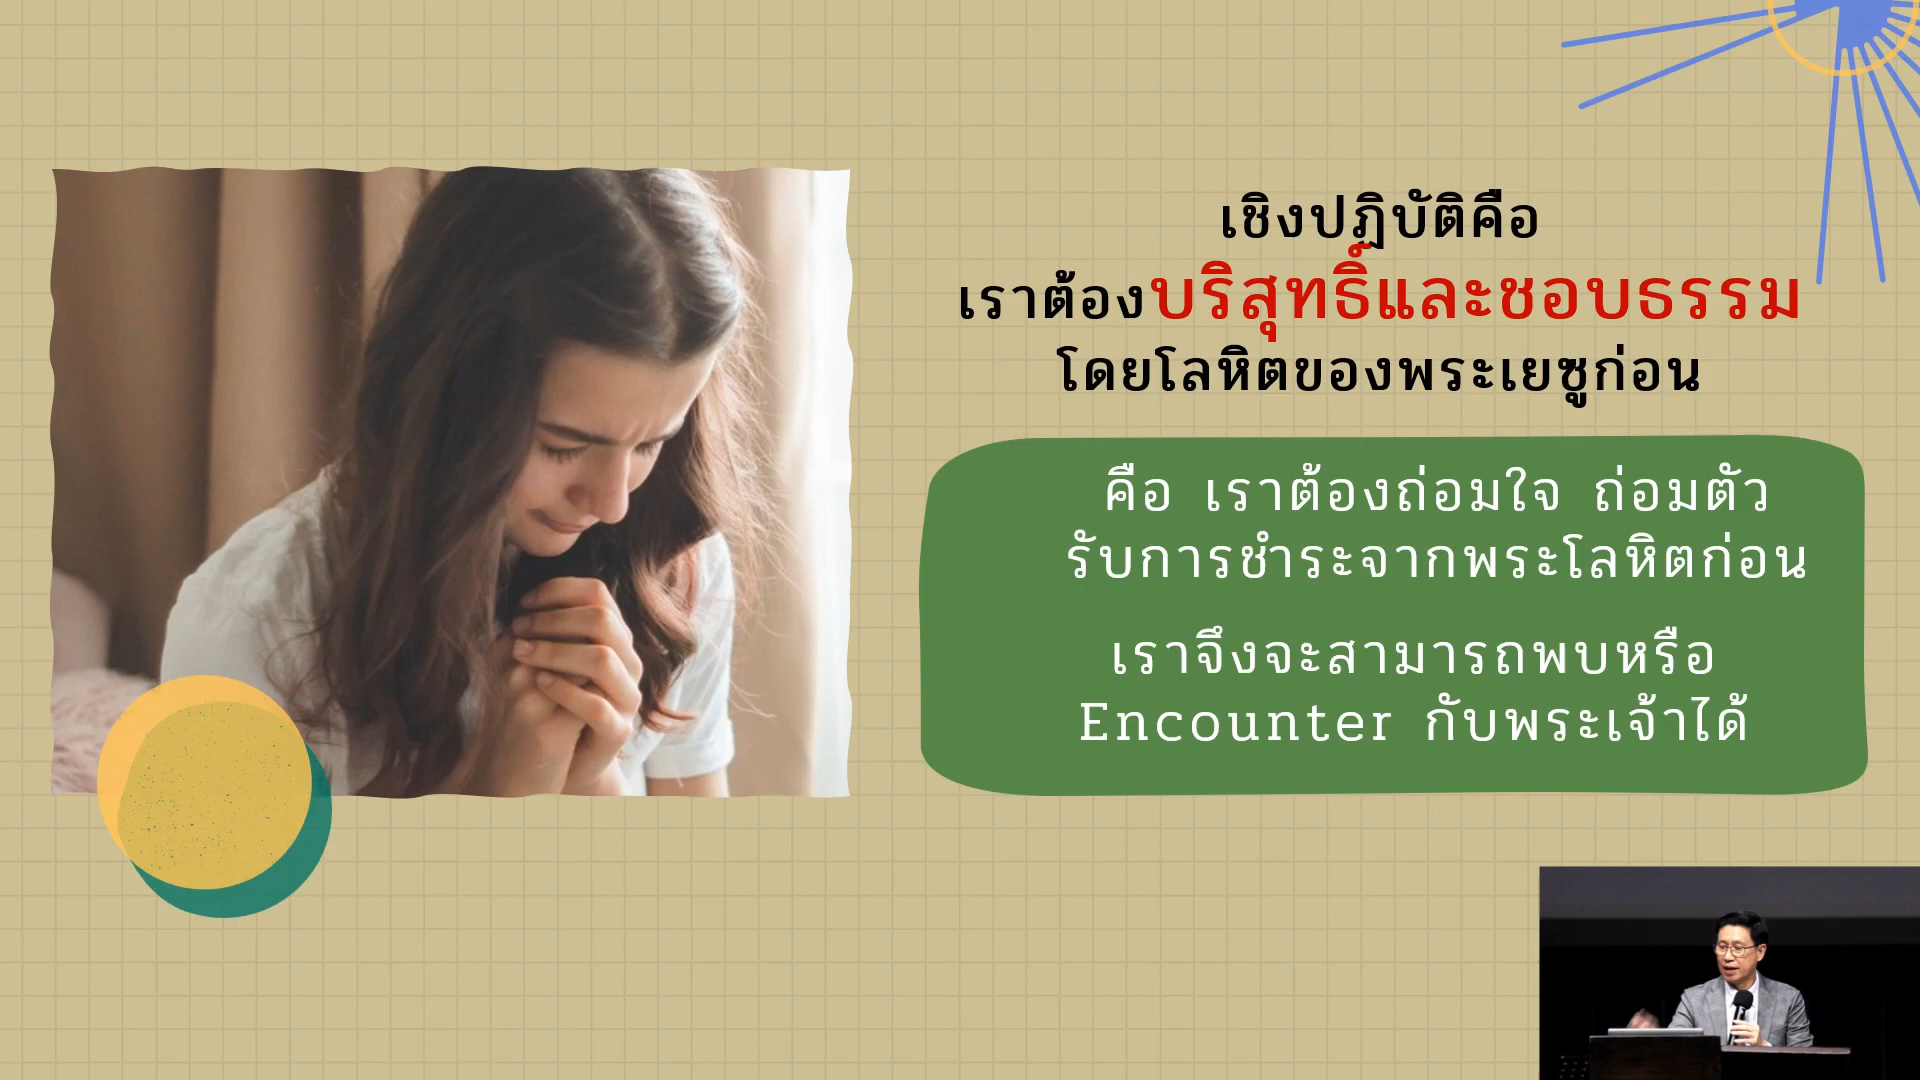 เชิงปฏิบัติคือ
เราต้องบริสุทธิ์และชอบธรรม
โดยโลหิตของพระเยซูก่อน
คือ เราต้องถ่อมใจ ถ่อมตัว
รับการชำระจากพระโลหิตก่อน
เราจึงจะสามารถพบหรือ
Encounter กับพระเจ้าได้